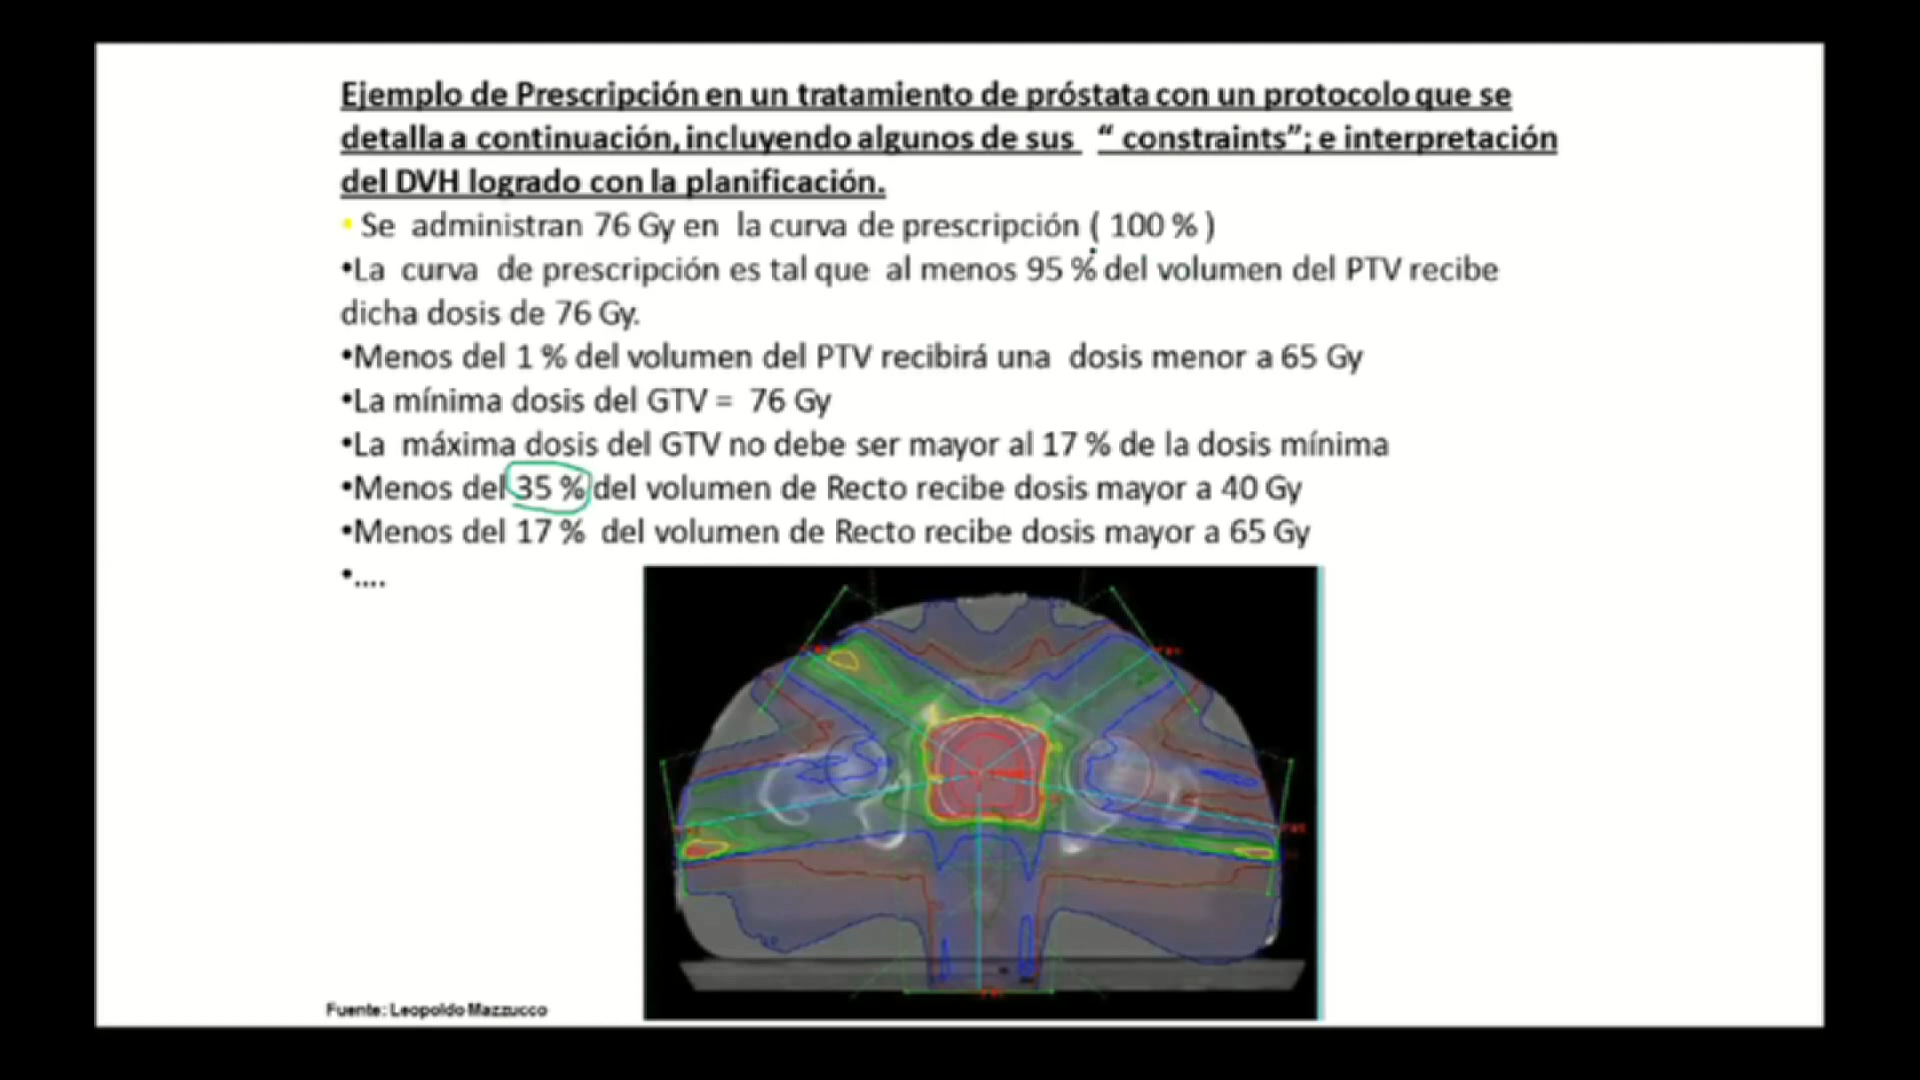 Ejemplo de Prescripción en un tratamiento de próstata con un protocolo que se
detalla a continuación, incluyendo algunos de sus “ constraints”; e interpretación
del DVH logrado con la planificación.
• Se administran 76 Gy en la curva de prescripción ( 100 % )
•La curva de prescripción es tal que al menos 95 % del volumen del PTV recibe
dicha dosis de 76 Gy.
•Menos del 1 % del volumen del PTV recibirá una dosis menor a 65 Gy
•La mínima dosis del GTV = 76 Gy
•La máxima dosis del GTV no debe ser mayor al 17 % de la dosis mínima
•Menos del 35 % del volumen de Recto recibe dosis mayor a 40 Gy
•Menos del 17 % del volumen de Recto recibe dosis mayor a 65 Gy
•....
Fuente: Leopoldo Mazzucco